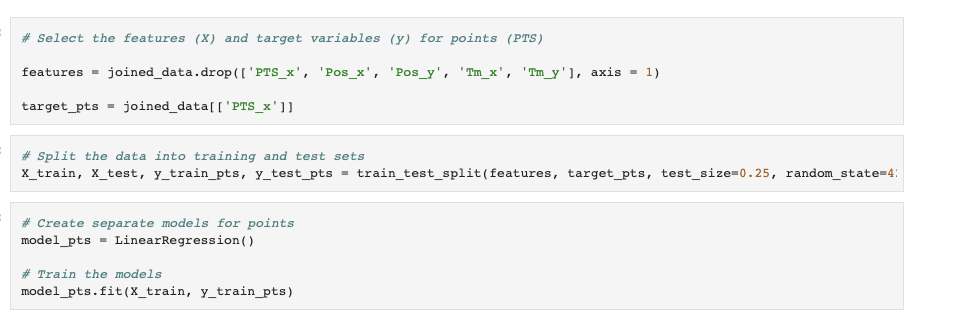 # Select the features (X) and target variables (y) for points (PTS)
features = joined_data.drop(['PTS_x', 'Pos_x', 'Pos_y', 'Tm_x', 'Tm_y'], axis = 1)
target_pts = joined_data[['PTS_x']]
# Split the data into training and test sets
X_train, X_test, y_train_pts, y_test_pts = train_test_split(features, target_pts, test_size=0.25, random_state=4
# Create separate models for points
model_pts = LinearRegression()
# Train the models
model_pts.fit(X_train, y_train_pts)